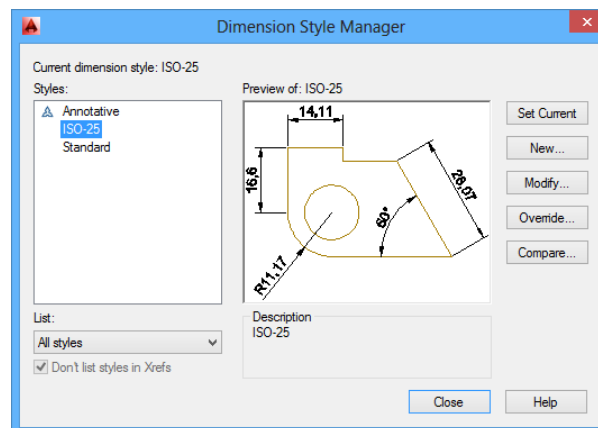 Dimension Style Manager
Current dimension style: ISO-25
Styles:
Annotative
ISO-25
Standard
Preview of: ISO-25
14,11
16,6
28,07
60°
R11,17
Set Current
New...
Modify...
Override...
Compare...
List:
All styles
Don't list styles in Xrefs
Description
ISO-25
Close
Help